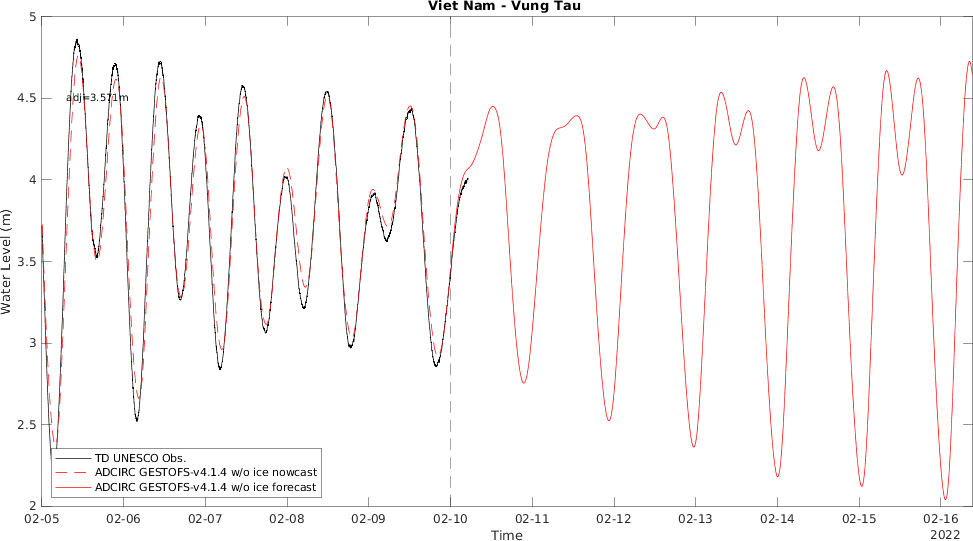 Viet Nam - Vung Tau
5
4.5
4
3.5
3
2.5
2
Water Level (m)
adj=3.571m
TD UNESCO Obs.
ADCIRC GESTOFS-v4.1.4 w/o ice nowcast
ADCIRC GESTOFS-v4.1.4 w/o ice forecast
02-05 02-06 02-07 02-08 02-09 02-10 02-11 02-12 02-13 02-14 02-15 02-16
2022
Time